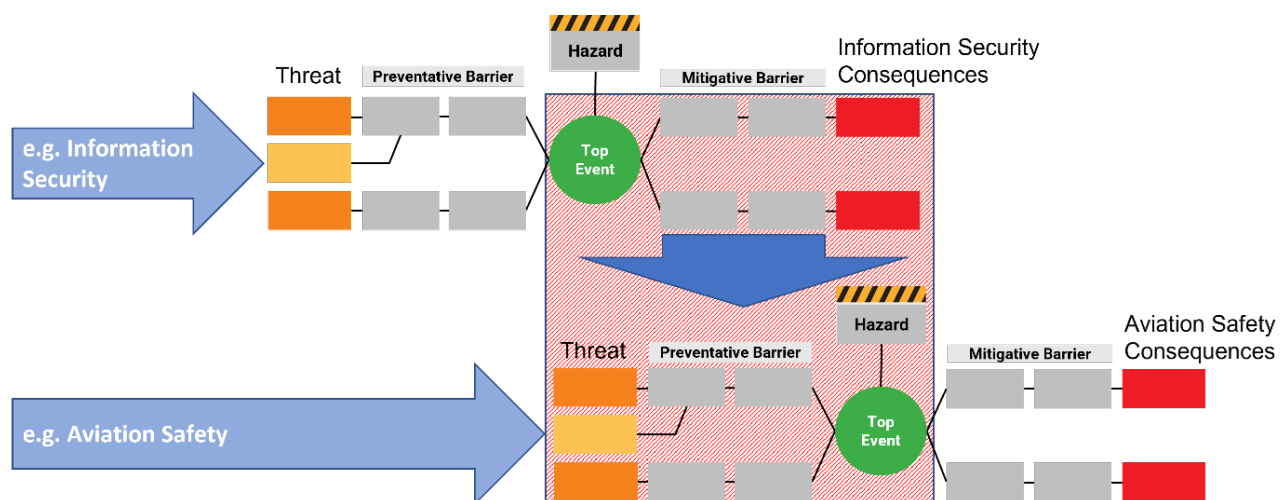 Hazard
Information Security
Consequences
Threat
Preventative Barrier
Mitigative Barrier
e.g. Information
Security
Top
Event
Hazard
Aviation Safety
Consequences
Threat
Preventative Barrier
Mitigative Barrier
e.g. Aviation Safety
Top
Event